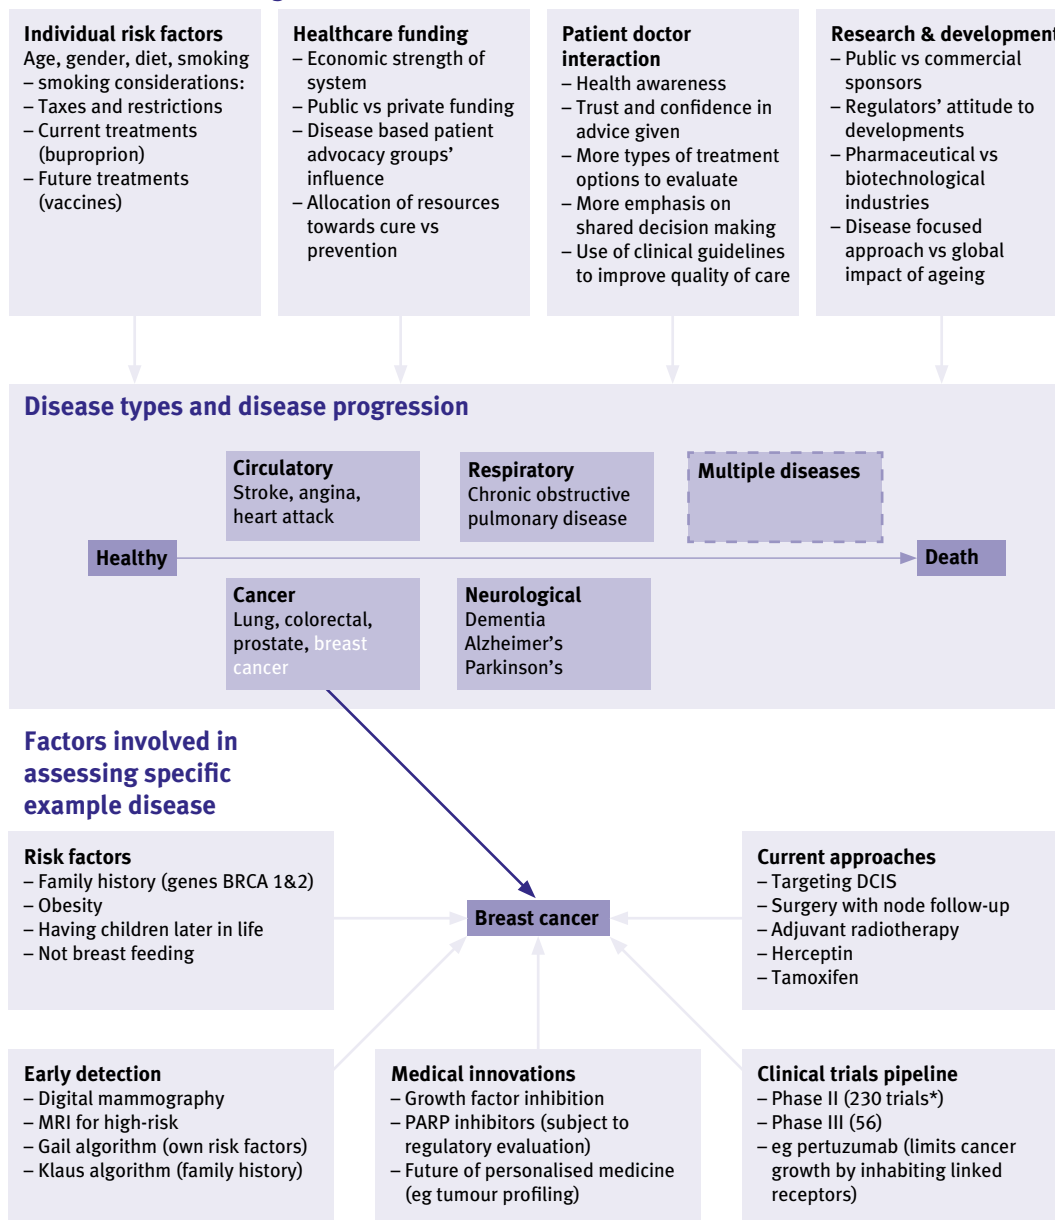 Individual risk factors
Age, gender, diet, smoking
– smoking considerations:
– Taxes and restrictions
– Current treatments
(buproprion)
– Future treatments
(vaccines)
Healthcare funding
– Economic strength of
system
– Public vs private funding
– Disease based patient
advocacy groups’
influence
– Allocation of resources
towards cure vs
prevention
Patient doctor
interaction
– Health awareness
– Trust and confidence in
advice given
– More types of treatment
options to evaluate
– More emphasis on
shared decision making
– Use of clinical guidelines
to improve quality of care
Research & development
– Public vs commercial
sponsors
– Regulators’ attitude to
developments
– Pharmaceutical vs
biotechnological
industries
– Disease focused
approach vs global
impact of ageing
Disease types and disease progression
Circulatory
Stroke, angina,
heart attack
Respiratory
Chronic obstructive
pulmonary disease
Multiple diseases
Healthy
Death
Cancer
Lung, colorectal,
prostate, breast
cancer
Neurological
Dementia
Alzheimer’s
Parkinson’s
Factors involved in
assessing specific
example disease
Risk factors
– Family history (genes BRCA 1&2)
– Obesity
– Having children later in life
– Not breast feeding
Breast cancer
Current approaches
– Targeting DCIS
– Surgery with node follow-up
– Adjuvant radiotherapy
– Herceptin
– Tamoxifen
Early detection
– Digital mammography
– MRI for high-risk
– Gail algorithm (own risk factors)
– Klaus algorithm (family history)
Medical innovations
– Growth factor inhibition
– PARP inhibitors (subject to
regulatory evaluation)
– Future of personalised medicine
(eg tumour profiling)
Clinical trials pipeline
– Phase II (230 trials*)
– Phase III (56)
– eg pertuzumab (limits cancer
growth by inhabiting linked
receptors)